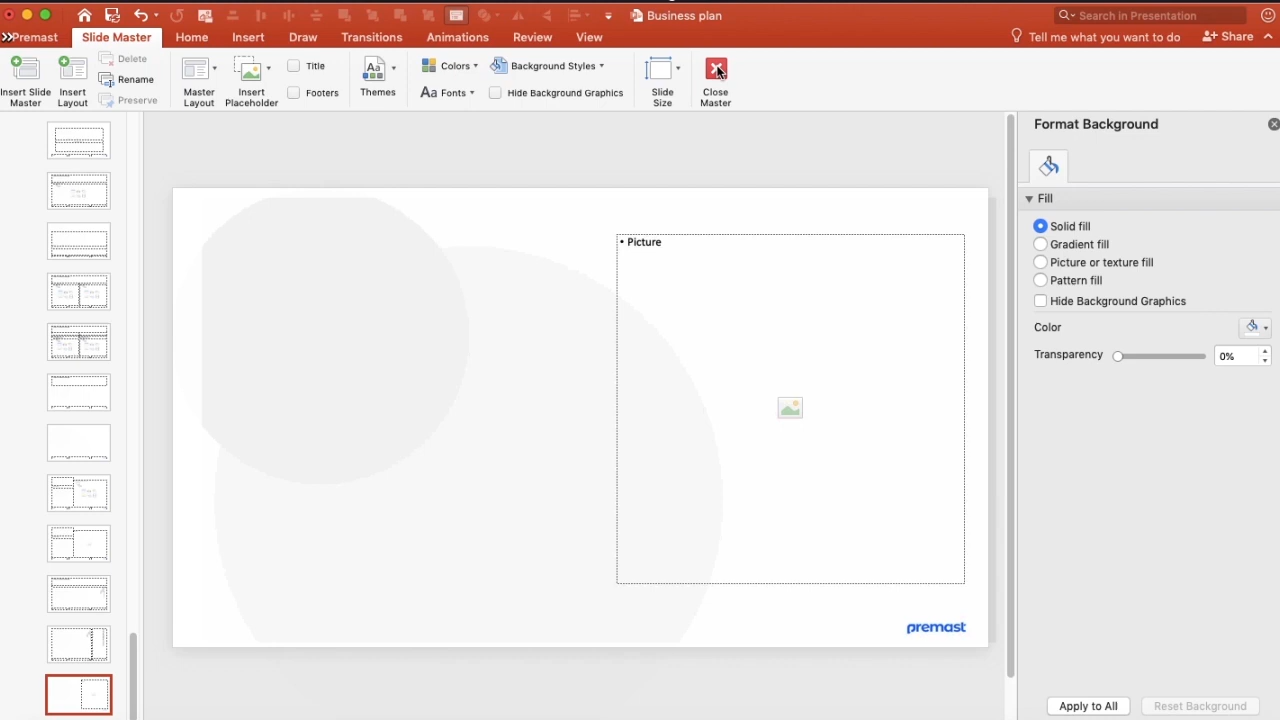 Business plan
Search in Presentation
Premast
Slide Master
Home
Insert
Draw
Transitions
Animations
Review
View
Tell me what you want to do
Share
Insert Slide
Master
Insert
Layout
Delete
Rename
Preserve
Master
Layout
Insert
Placeholder
Title
Footers
Aa
Themes
Colors
Aa Fonts
Background Styles
Hide Background Graphics
Slide
Size
Close
Master
Format Background
Fill
Solid fill
Gradient fill
Picture or texture fill
Pattern fill
Hide Background Graphics
Color
Transparency
0%
• Picture
premast
Apply to All
Reset Background